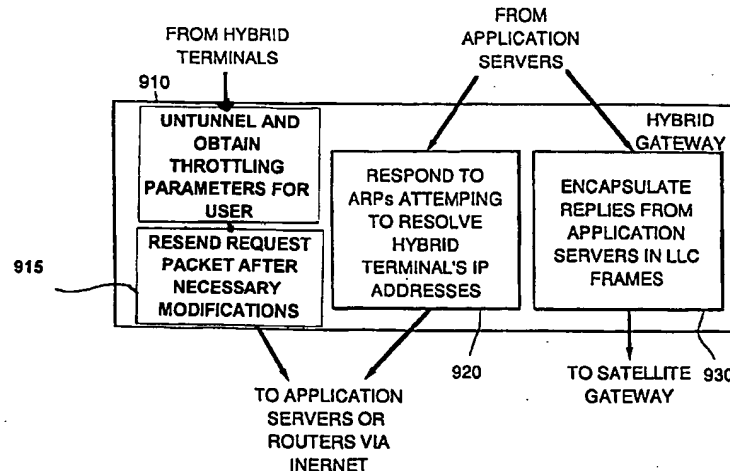 FROM HYBRID
TERMINALS
FROM
APPLICATION
SERVERS
910
HYBRID
GATEWAY
UNTUNNEL AND
OBTAIN
THROTTLING
PARAMETERS FOR
USER
RESPOND TO
ARPs ATTEMPING
TO RESOLVE
HYBRID
TERMINAL'S IP
ADDRESSES
ENCAPSULATE
REPLIES FROM
APPLICATION
SERVERS IN LLC
FRAMES
915
RESEND REQUEST
PACKET AFTER
NECESSARY
MODIFICATIONS
920
930
TO APPLICATION
SERVERS OR
ROUTERS VIA
INERNET
TO SATELLITE
GATEWAY